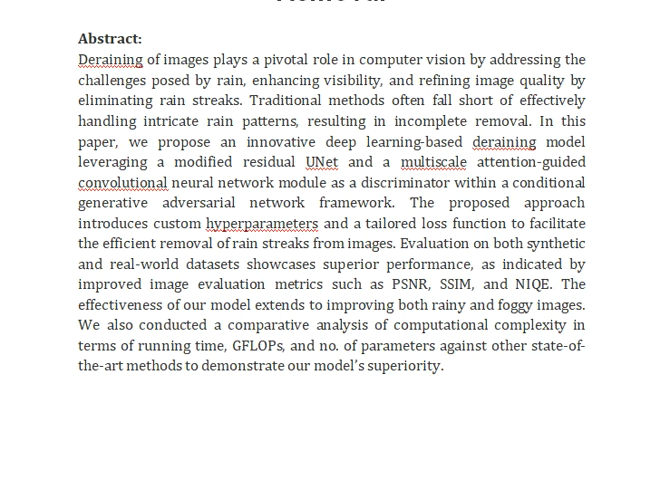 Abstract:
Deraining of images plays a pivotal role in computer vision by addressing the
challenges posed by rain, enhancing visibility, and refining image quality by
eliminating rain streaks. Traditional methods often fall short of effectively
handling intricate rain patterns, resulting in incomplete removal. In this
paper, we propose an innovative deep learning-based deraining model
leveraging a modified residual UNet and a multiscale attention-guided
convolutional neural network module as a discriminator within a conditional
generative adversarial network framework. The proposed approach
introduces custom hyperparameters and a tailored loss function to facilitate
the efficient removal of rain streaks from images. Evaluation on both synthetic
and real-world datasets showcases superior performance, as indicated by
improved image evaluation metrics such as PSNR, SSIM, and NIQE. The
effectiveness of our model extends to improving both rainy and foggy images.
We also conducted a comparative analysis of computational complexity in
terms of running time, GFLOPs, and no. of parameters against other state-of-
the-art methods to demonstrate our model's superiority.